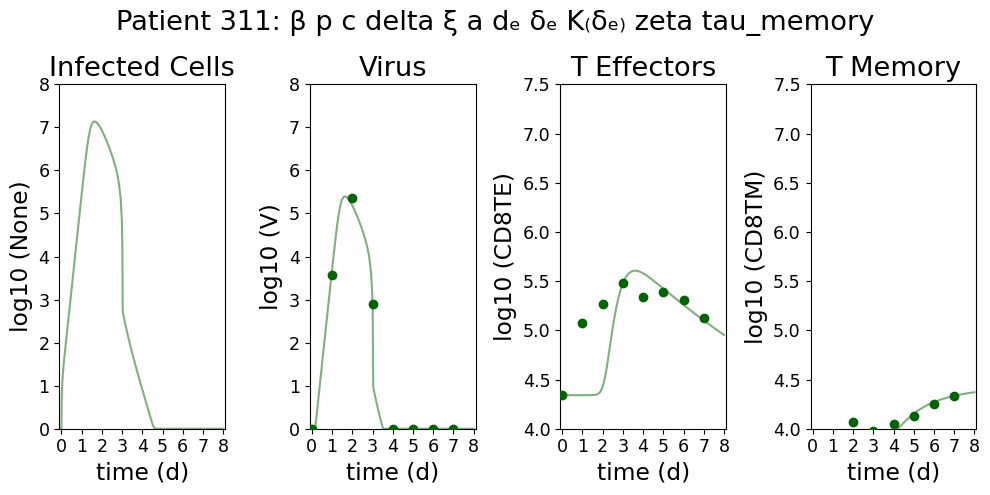 Patient 311: β p c delta ξ a dₑ δₑ K₍δₑ₎ zeta tau_memory
Infected Cells
Virus
T Effectors
T Memory
log10 (None)
8
7
6
5
4
3
2
1
0
0 1 2 3 4 5 6 7 8
time (d)
log10 (V)
8
7
6
5
4
3
2
1
0
0 1 2 3 4 5 6 7 8
time (d)
log10 (CD8TE)
7.5
7.0
6.5
6.0
5.5
5.0
4.5
4.0
0 1 2 3 4 5 6 7 8
time (d)
log10 (CD8TM)
7.5
7.0
6.5
6.0
5.5
5.0
4.5
4.0
0 1 2 3 4 5 6 7 8
time (d)